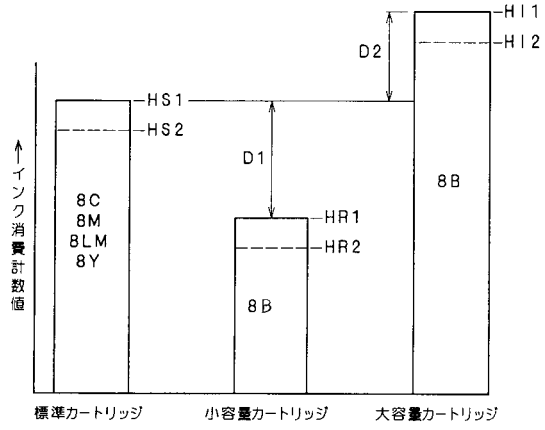 HI1
HI2
D2
HS1
HS2
D1
8B
8C
8M
8LM
8Y
HR1
HR2
8B
↑インク消費計数値
標準カートリッジ
小容量カートリッジ
大容量カートリッジ